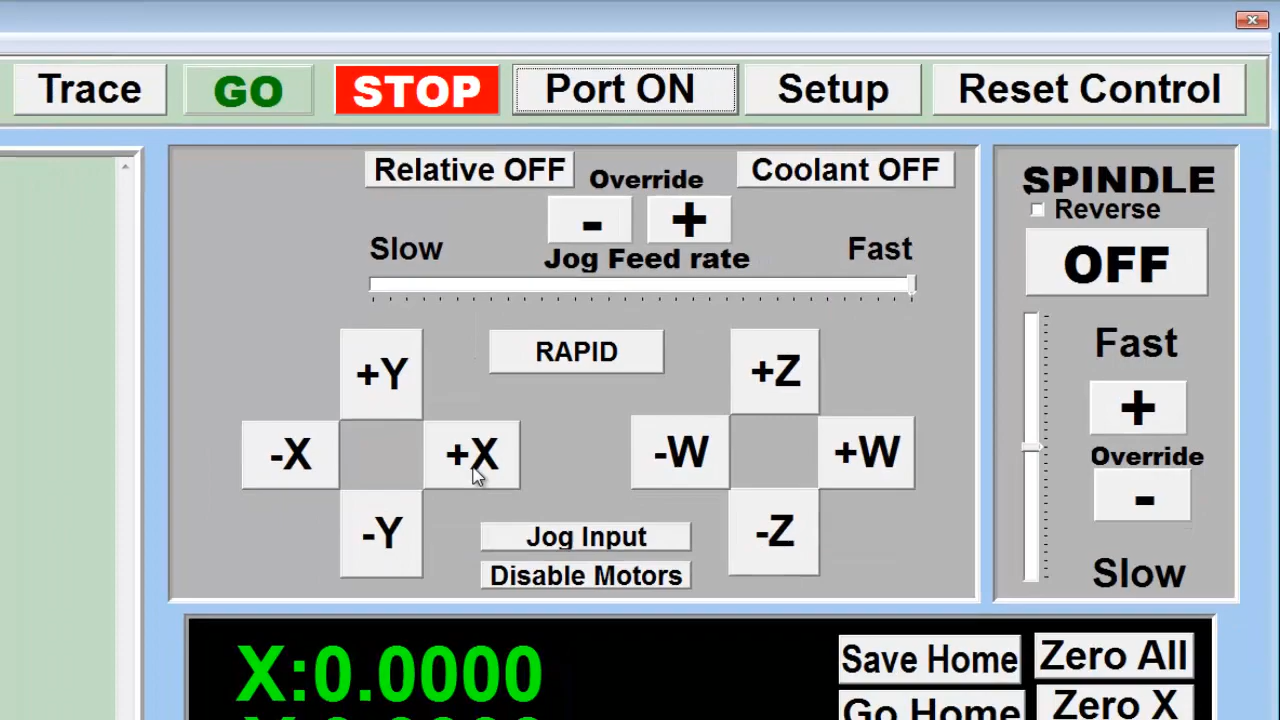 Trace GO STOP Port ON Setup Reset Control
Relative OFF Override Coolant OFF
- +
Slow Jog Feed rate Fast
RAPID
+Y
-X +X
-Y
+Z
-W +W
-Z
Jog Input
Disable Motors
SPINDLE
Reverse
OFF
Fast
+
Override
-
Slow
X:0.0000
Save Home Zero All
Go Home Zero X